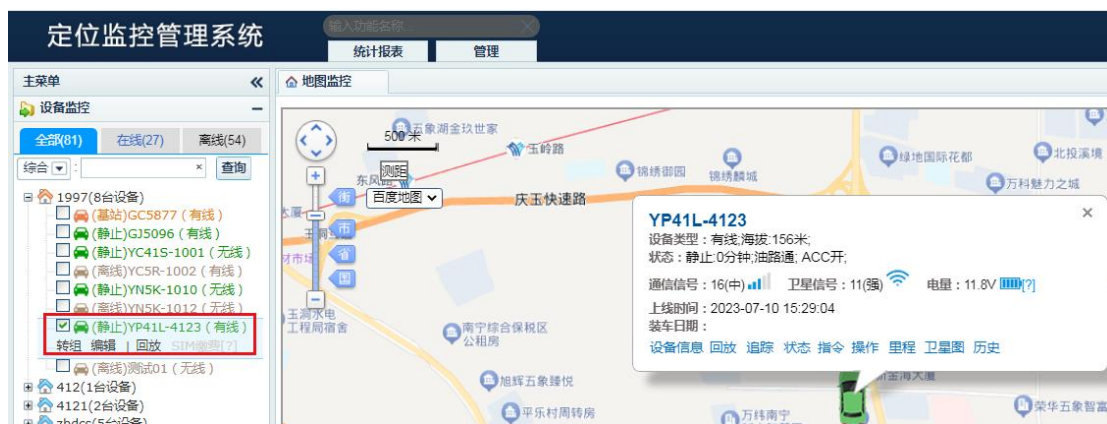 定位监控管理系统
输入功能名称...
统计报表 管理
主菜单
地图监控
设备监控
全部(81) 在线(27) 离线(54)
综合 : 查询
1997(8台设备)
(基站)GC5877 ( 有线 )
(静止)GJ5096 ( 有线 )
(静止)YC41S-1001 ( 无线 )
(离线)YC5R-1002 ( 有线 )
(静止)YN5K-1010 ( 无线 )
(离线)YN5K-1012 ( 无线 )
(静止)YP41L-4123 ( 有线 )
转组 编辑 | 回放 SIM缴费[?]
(离线)测试01 ( 无线 )
412(1台设备)
4121(2台设备)
zhdcs(5台设备)
500 米
测距
百度地图
街
市
省
国
五象湖金玖世家
玉岭路
东风路
庆玉快速路
锦绣御园
锦绣麟城
绿地国际花都
北投溪境
万科魅力之城
玉洞水电
工程局宿舍
南宁综合保税区
公租房
旭辉五象臻悦
平乐村周转房
万纬南宁
新金海大厦
荣华五象智富
YP41L-4123
设备类型 : 有线;海拔:156米;
状态 : 静止:0分钟;油路通; ACC开;
通信信号 : 16(中) 卫星信号 : 11(强) 电量 : 11.8V [?]
上线时间 : 2023-07-10 15:29:04
装车日期 :
设备信息 回放 追踪 状态 指令 操作 里程 卫星图 历史